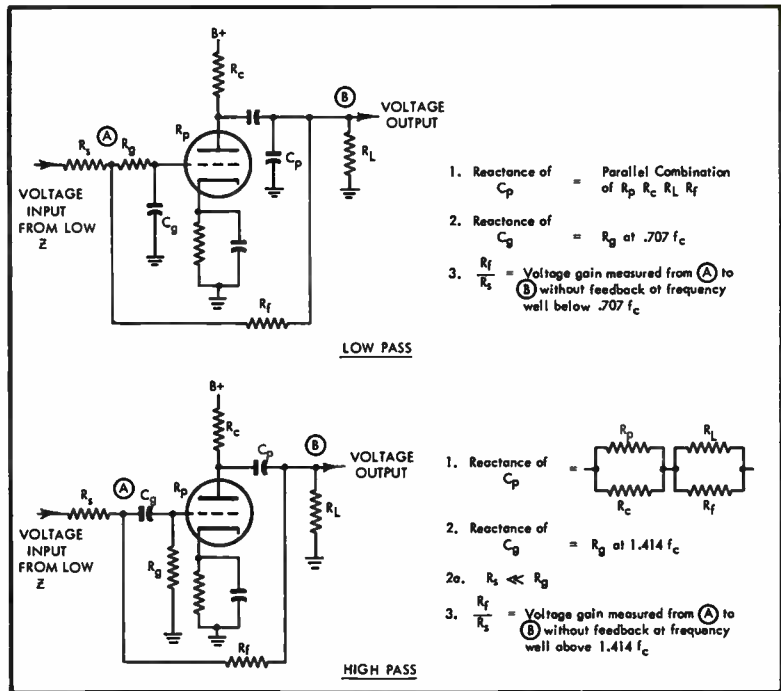 B+
Rc
B
VOLTAGE
OUTPUT
A
Rs
Rg
Rp
Cp
RL
VOLTAGE
INPUT
FROM LOW
Z
Cg
Rf
LOW PASS
1. Reactance of
Cp = Parallel Combination
of Rp Rc RL Rf
2. Reactance of
Cg = Rg at .707 fc
3. Rf
Rs = Voltage gain measured from A to
B without feedback at frequency
well below .707 fc
B+
Rc
Cp
B
VOLTAGE
OUTPUT
Rs
A
Cg
Rp
RL
VOLTAGE
INPUT
FROM LOW
Z
Rg
Rf
HIGH PASS
1. Reactance of
Cp =
Rp
RL
Rc
Rf
2. Reactance of
Cg = Rg at 1.414 fc
2a. Rs ≪ Rg
3. Rf
Rs = Voltage gain measured from A to
B without feedback at frequency
well above 1.414 fc